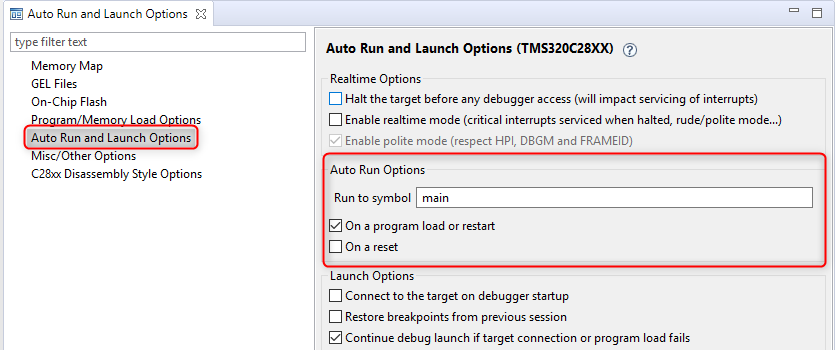 Auto Run and Launch Options
type filter text
Memory Map
GEL Files
On-Chip Flash
Program/Memory Load Options
Auto Run and Launch Options
Misc/Other Options
C28xx Disassembly Style Options
Auto Run and Launch Options (TMS320C28XX)
Realtime Options
Halt the target before any debugger access (will impact servicing of interrupts)
Enable realtime mode (critical interrupts serviced when halted, rude/polite mode...)
Enable polite mode (respect HPI, DBGM and FRAMEID)
Auto Run Options
Run to symbol main
On a program load or restart
On a reset
Launch Options
Connect to the target on debugger startup
Restore breakpoints from previous session
Continue debug launch if target connection or program load fails